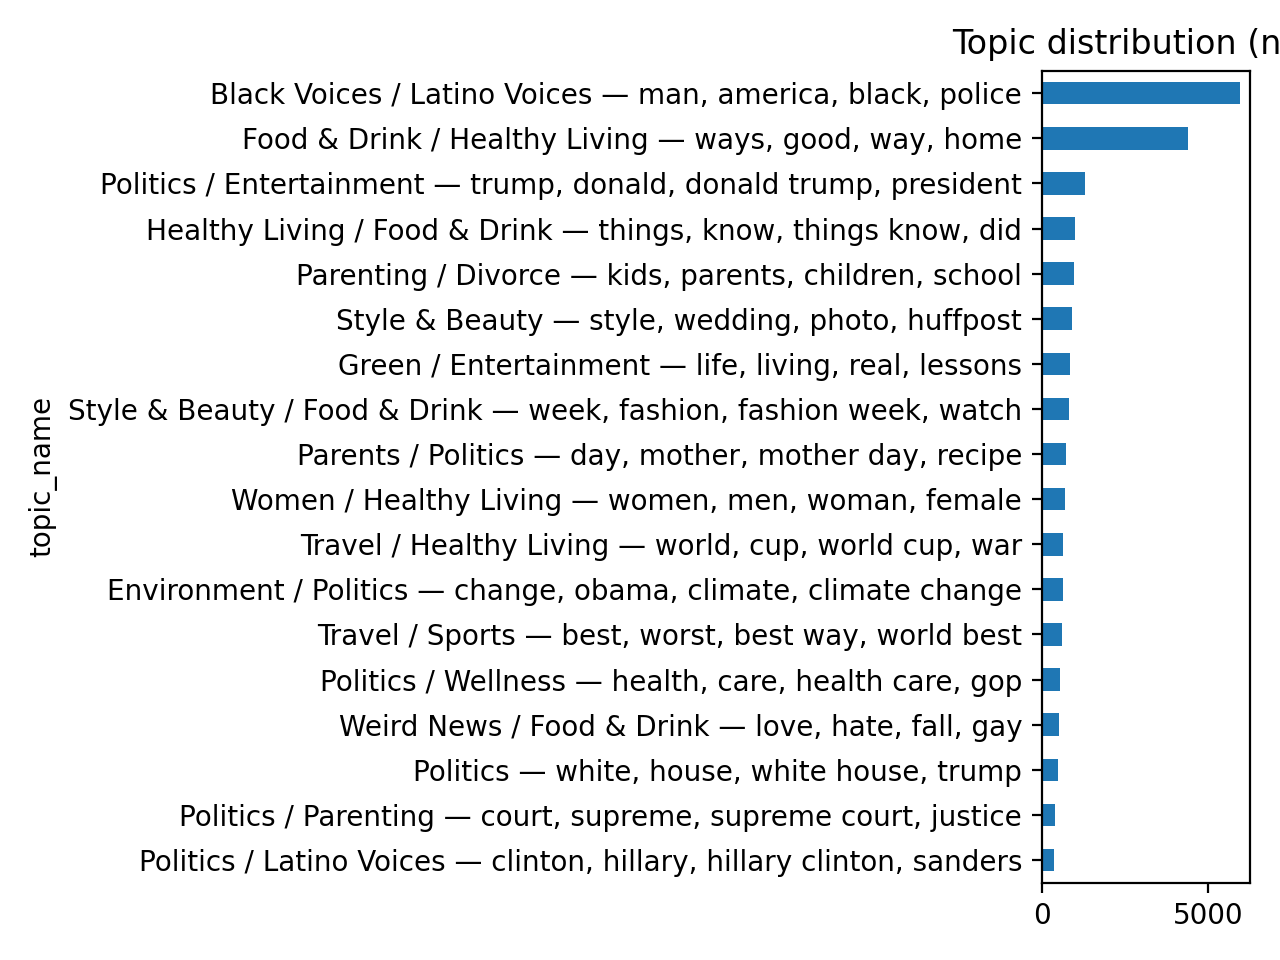 Topic distribution (n
Black Voices / Latino Voices — man, america, black, police
Food & Drink / Healthy Living — ways, good, way, home
Politics / Entertainment — trump, donald, donald trump, president
Healthy Living / Food & Drink — things, know, things know, did
Parenting / Divorce — kids, parents, children, school
Style & Beauty — style, wedding, photo, huffpost
Green / Entertainment — life, living, real, lessons
Style & Beauty / Food & Drink — week, fashion, fashion week, watch
Parents / Politics — day, mother, mother day, recipe
Women / Healthy Living — women, men, woman, female
Travel / Healthy Living — world, cup, world cup, war
Environment / Politics — change, obama, climate, climate change
Travel / Sports — best, worst, best way, world best
Politics / Wellness — health, care, health care, gop
Weird News / Food & Drink — love, hate, fall, gay
Politics — white, house, white house, trump
Politics / Parenting — court, supreme, supreme court, justice
Politics / Latino Voices — clinton, hillary, hillary clinton, sanders
topic_name
0 5000